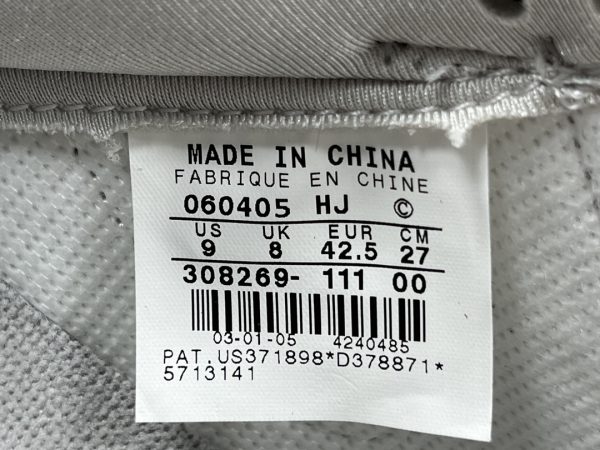 MADE IN CHINA
FABRIQUE EN CHINE
060405 HJ ©
US UK EUR CM
9 8 42.5 27
308269- 111 00
03-01-05 4240485
PAT.US371898*D378871*
5713141